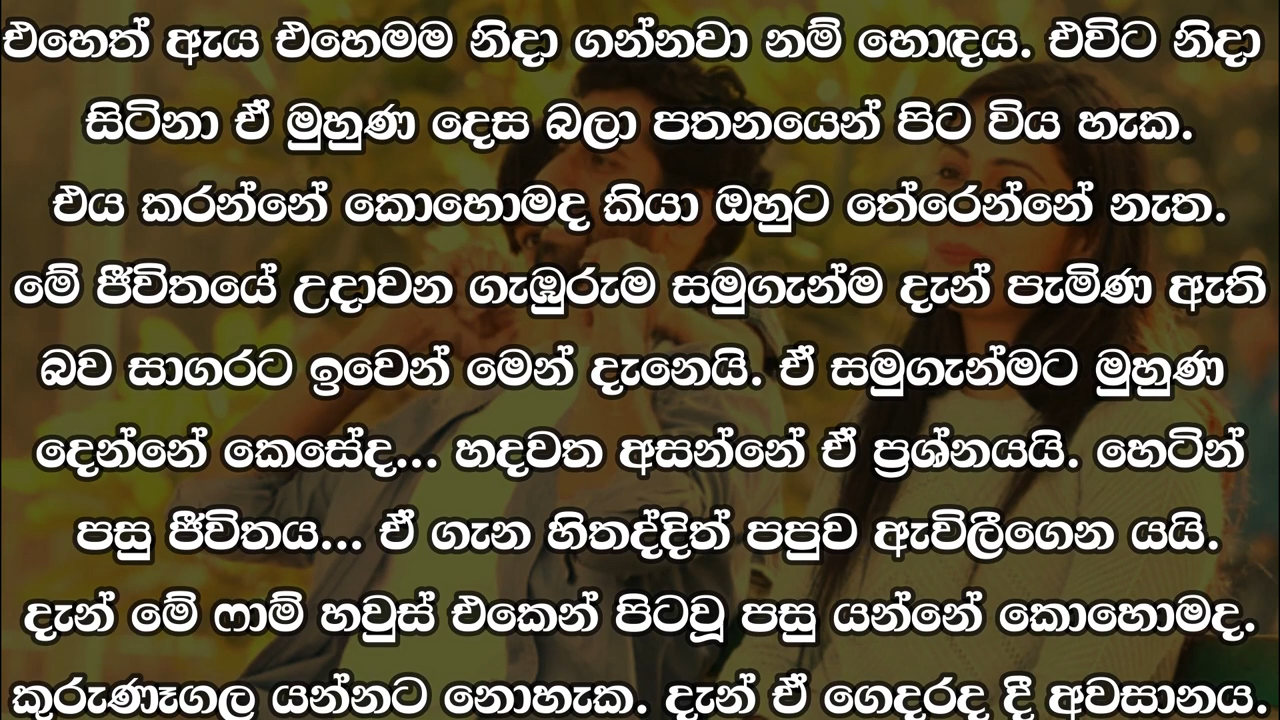 එහෙත් ඇය එහෙමම නිදා ගන්නවා නම් හොඳය. එවිට නිදා
සිටිනා ඒ මුහුණ දෙස බලා පතනයෙන් පිට විය හැක.
එය කරන්නේ කොහොමද කියා ඔහුට තේරෙන්නේ නැත.
මේ ජීවිතයේ උදාවන ගැඹුරුම සමුගැන්ම දැන් පැමිණ ඇති
බව සාගරට ඉවෙන් මෙන් දැනෙයි. ඒ සමුගැන්මට මුහුණ
දෙන්නේ කෙසේද... හදවත අසන්නේ ඒ ප්‍රශ්නයයි. හෙටින්
පසු ජීවිතය... ඒ ගැන හිතද්දිත් පපුව ඇවිලීගෙන යයි.
දැන් මේ ෆාම් හවුස් එකෙන් පිටවූ පසු යන්නේ කොහොමද.
කුරුණෑගල යන්නට නොහැක. දැන් ඒ ගෙදරද දී අවසානය.